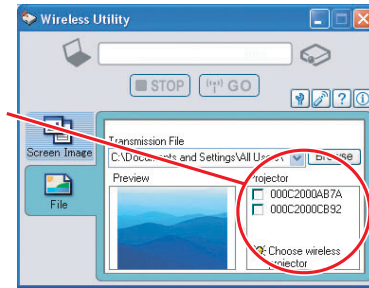 Wireless Utility
STOP
GO
Screen Image
File
Transmission File
C:\Documents and Settings\All Users\
Browse
Preview
Projector
000C2000AB7A
000C2000CB92
Choose wireless
projector